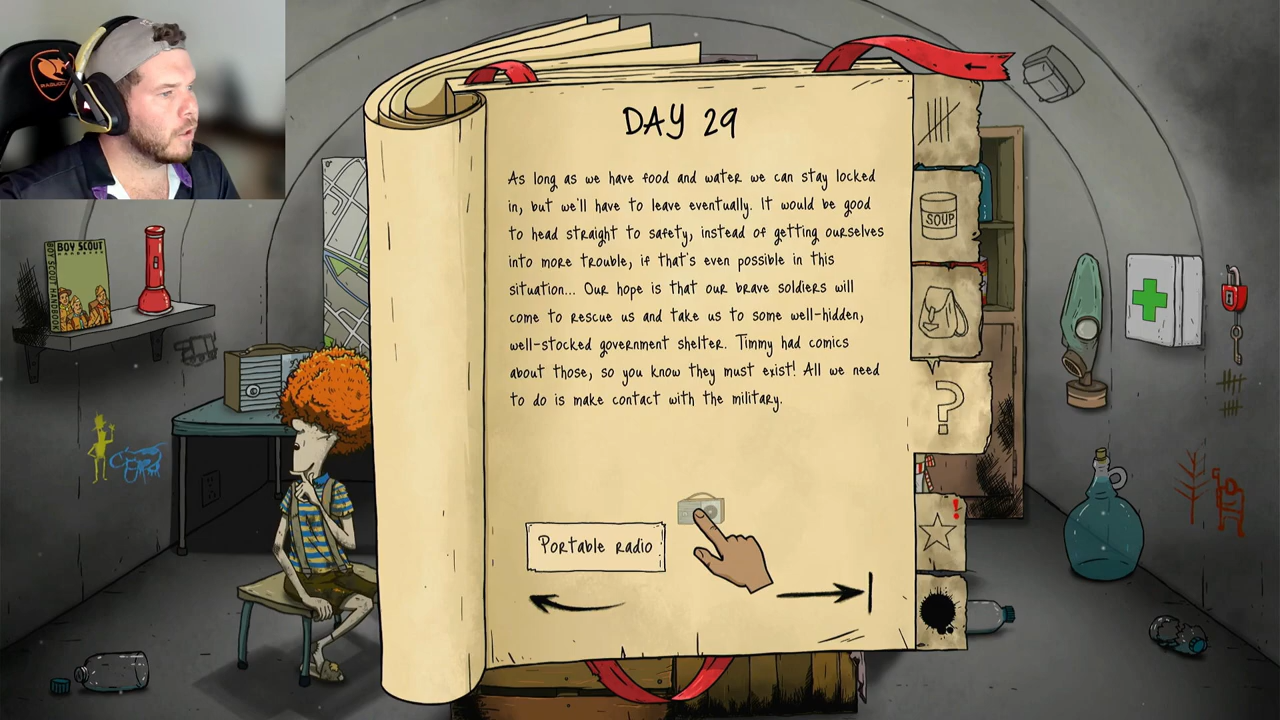 DAY 29
As long as we have food and water we can stay locked
in, but we'll have to leave eventually. It would be good
to head straight to safety, instead of getting ourselves
into more trouble, if that's even possible in this
situation... Our hope is that our brave soldiers will
come to rescue us and take us to some well-hidden,
well-stocked government shelter. Timmy had comics
about those, so you know they must exist! All we need
to do is make contact with the military.
Portable radio
SOUP
?
!
BOY SCOUT
BOY SCOUT HANDBOOK